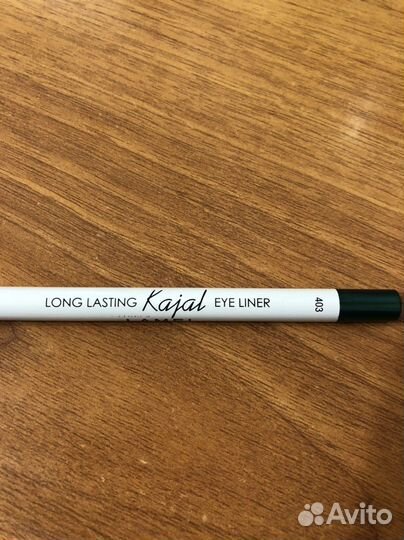 LONG LASTING Kajal EYE LINER
403
Avito